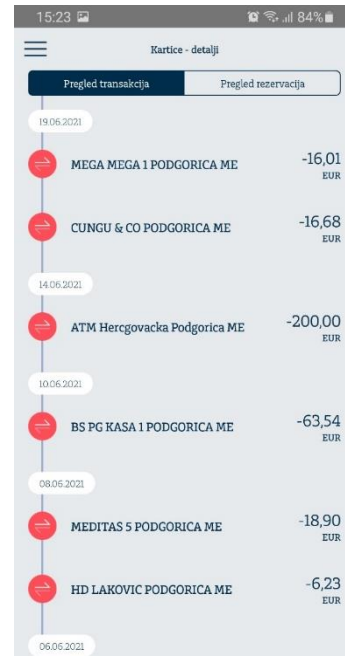 15:23 84%
Kartice - detalji
Pregled transakcija Pregled rezervacija
19.06.2021
MEGA MEGA 1 PODGORICA ME -16,01
EUR
CUNGU & CO PODGORICA ME -16,68
EUR
14.06.2021
ATM Hercgovacka Podgorica ME -200,00
EUR
10.06.2021
BS PG KASA 1 PODGORICA ME -63,54
EUR
08.06.2021
MEDITAS 5 PODGORICA ME -18,90
EUR
HD LAKOVIC PODGORICA ME -6,23
EUR
06.06.2021